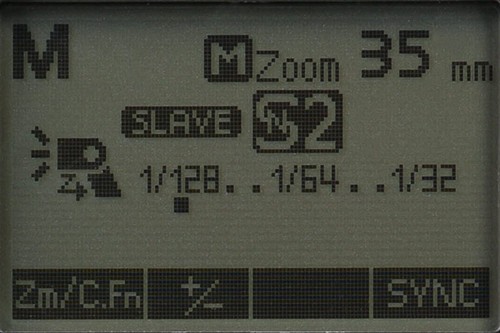 M M Zoom 35 mm
SLAVE S2
Z
1/128..1/64..1/32
Zm/C.Fn +/- SYNC